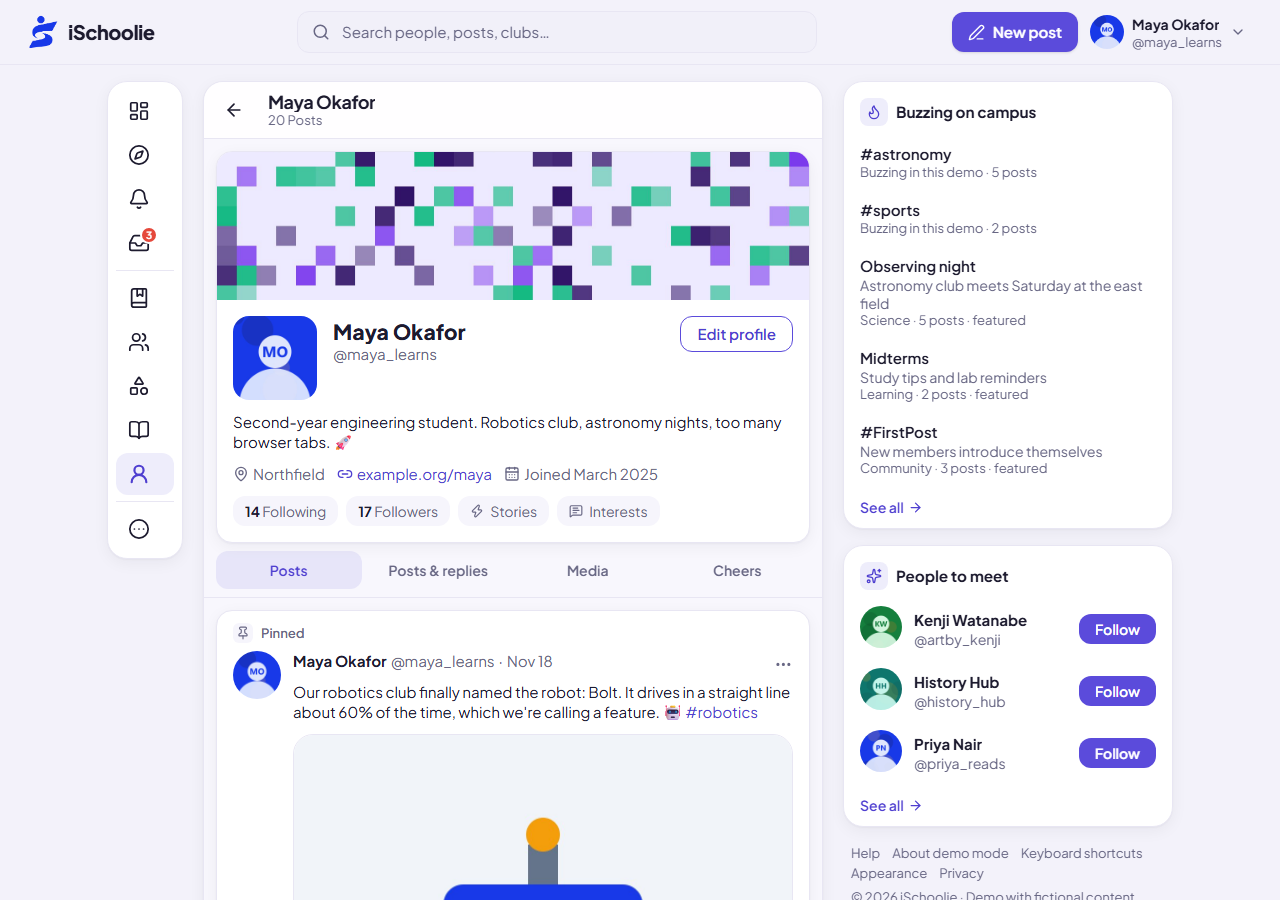 iSchoolie
Search people, posts, clubs...
New post
MO
Maya Okafor
@maya_learns
3
Maya Okafor
20 Posts
MO
Maya Okafor
@maya_learns
Edit profile
Second-year engineering student. Robotics club, astronomy nights, too many
browser tabs. 🚀
Northfield
example.org/maya
Joined March 2025
14 Following
17 Followers
Stories
Interests
Posts
Posts & replies
Media
Cheers
Pinned
MO
Maya Okafor @maya_learns · Nov 18
Our robotics club finally named the robot: Bolt. It drives in a straight line
about 60% of the time, which we're calling a feature. 🤖 #robotics
Buzzing on campus
#astronomy
Buzzing in this demo · 5 posts
#sports
Buzzing in this demo · 2 posts
Observing night
Astronomy club meets Saturday at the east
field
Science · 5 posts · featured
Midterms
Study tips and lab reminders
Learning · 2 posts · featured
#FirstPost
New members introduce themselves
Community · 3 posts · featured
See all
People to meet
KW
Kenji Watanabe
@artby_kenji
Follow
HH
History Hub
@history_hub
Follow
PN
Priya Nair
@priya_reads
Follow
See all
Help
About demo mode
Keyboard shortcuts
Appearance
Privacy
© 2026 iSchoolie · Demo with fictional content